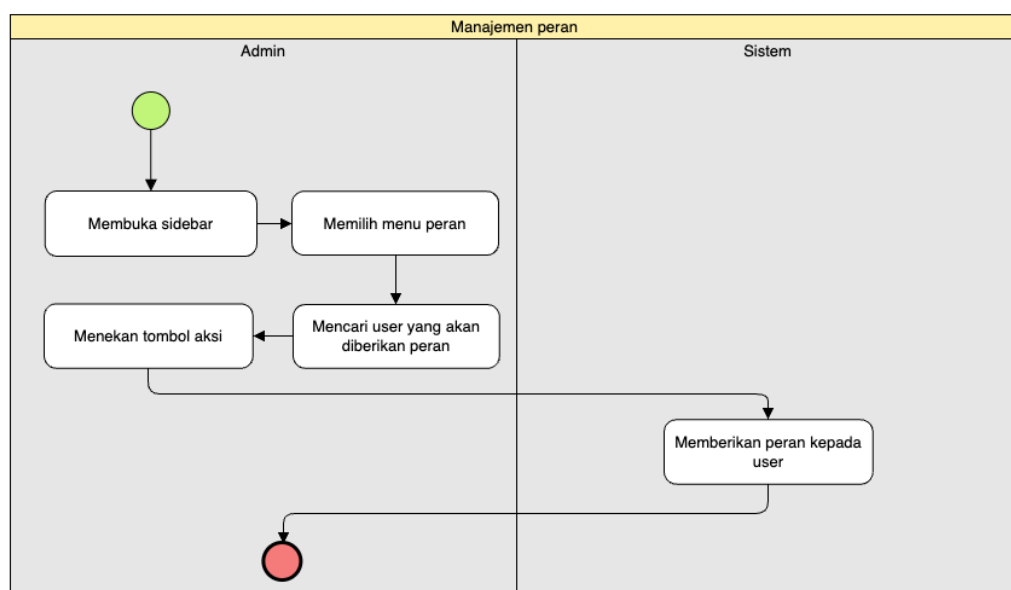 Manajemen peran
Admin
Sistem
Membuka sidebar
Memilih menu peran
Mencari user yang akan
diberikan peran
Menekan tombol aksi
Memberikan peran kepada
user